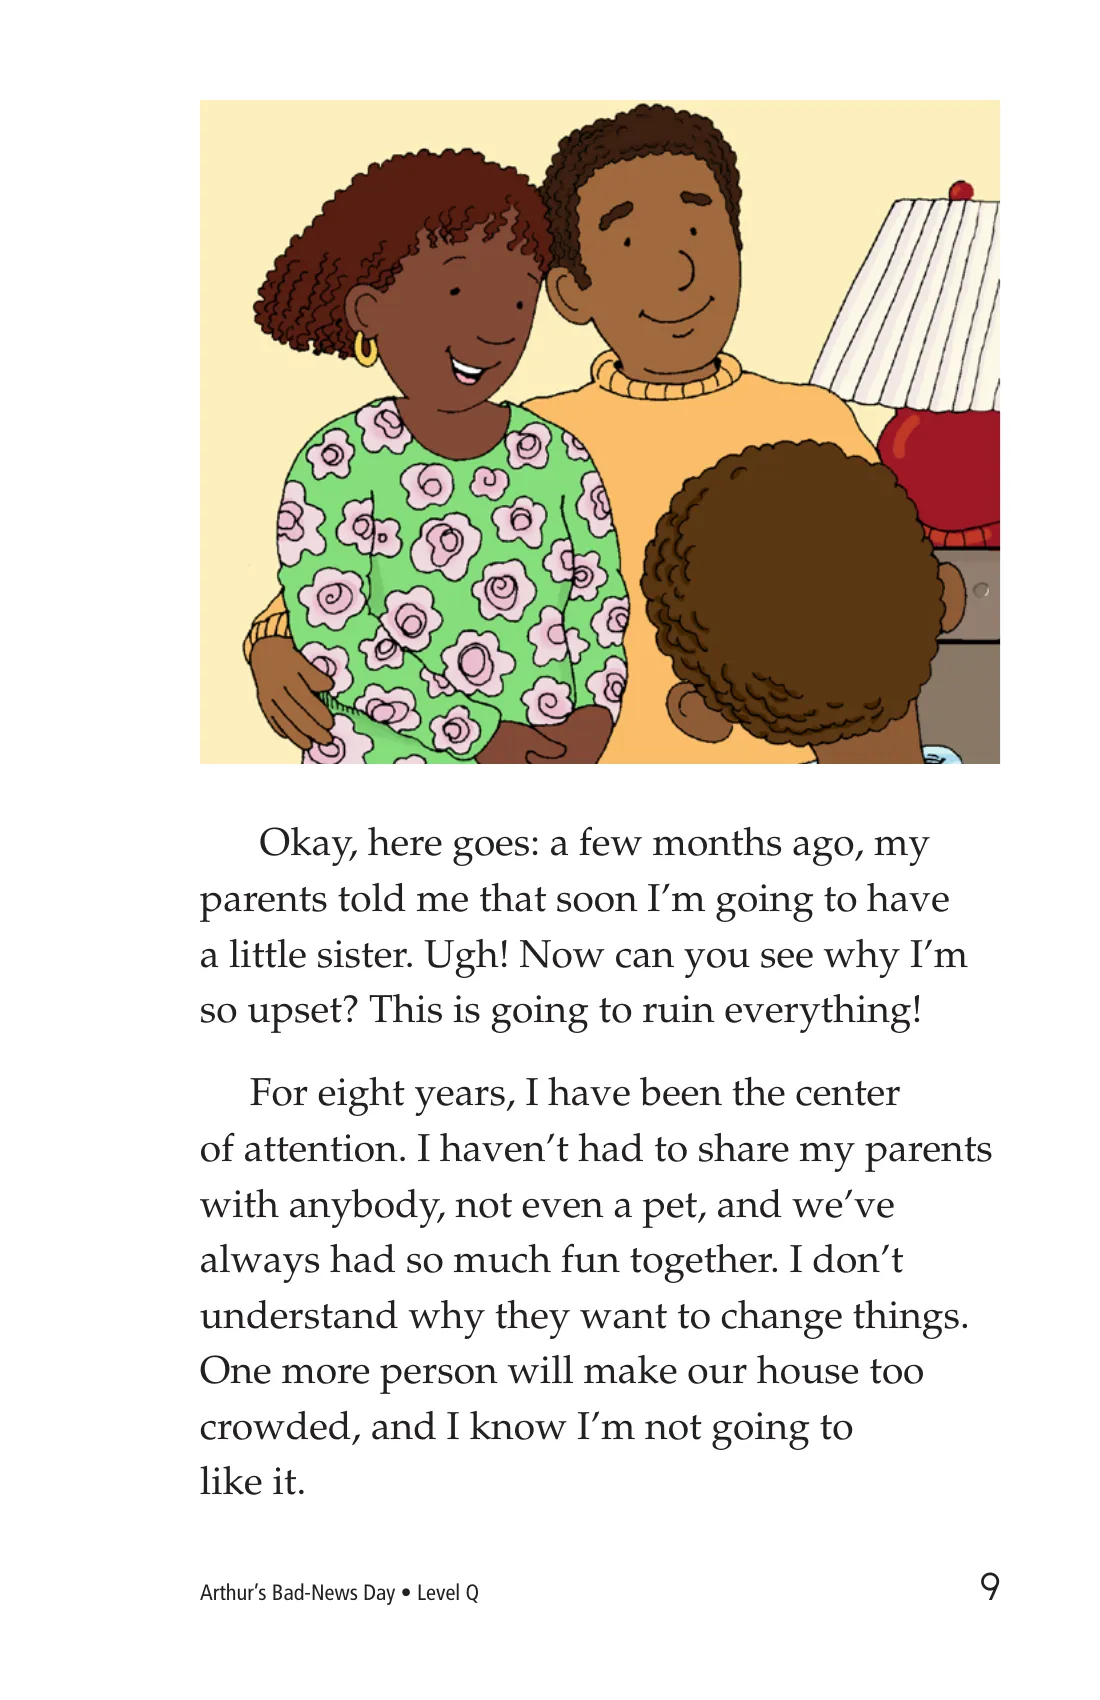 Okay, here goes: a few months ago, my
parents told me that soon I’m going to have
a little sister. Ugh! Now can you see why I’m
so upset? This is going to ruin everything!
For eight years, I have been the center
of attention. I haven’t had to share my parents
with anybody, not even a pet, and we’ve
always had so much fun together. I don’t
understand why they want to change things.
One more person will make our house too
crowded, and I know I’m not going to
like it.
Arthur’s Bad-News Day • Level Q
9